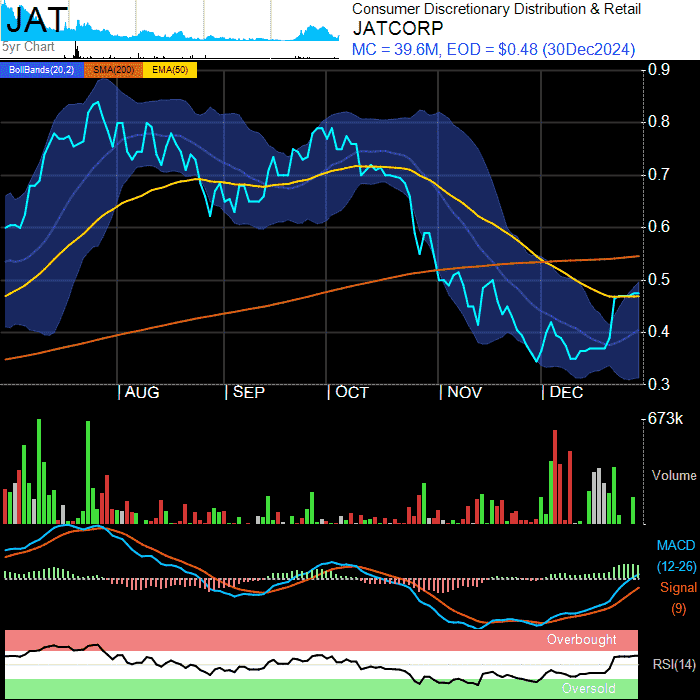 JAT
5yr Chart
Consumer Discretionary Distribution & Retail
JATCORP
MC = 39.6M, EOD = $0.48 (30Dec2024)
BollBands(20,2) SMA(200) EMA(50)
0.9
0.8
0.7
0.6
0.5
0.4
0.3
AUG SEP OCT NOV DEC
673k
Volume
MACD
(12-26)
Signal
(9)
Overbought
RSI(14)
Oversold